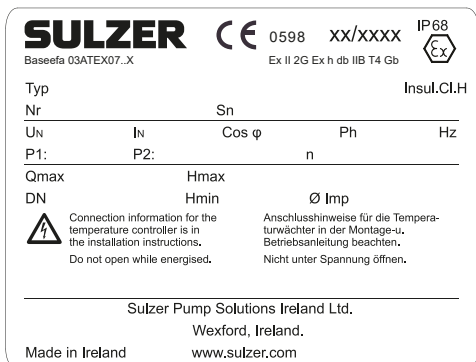 SULZER CE 0598 xx/xxxx IP68
Baseefa 03ATEX07..X Ex II 2G Ex h db IIB T4 Gb εx
Typ Insul.Cl.H
Nr Sn
UN IN Cos φ Ph Hz
P1: P2: n
Qmax Hmax
DN Hmin Ø Imp
Connection information for the
temperature controller is in
the installation instructions.
Do not open while energised.
Anschlusshinweise für die Tempera-
turwächter in der Montage-u.
Betriebsanleitung beachten.
Nicht unter Spannung öffnen.
Sulzer Pump Solutions Ireland Ltd.
Wexford, Ireland.
Made in Ireland www.sulzer.com